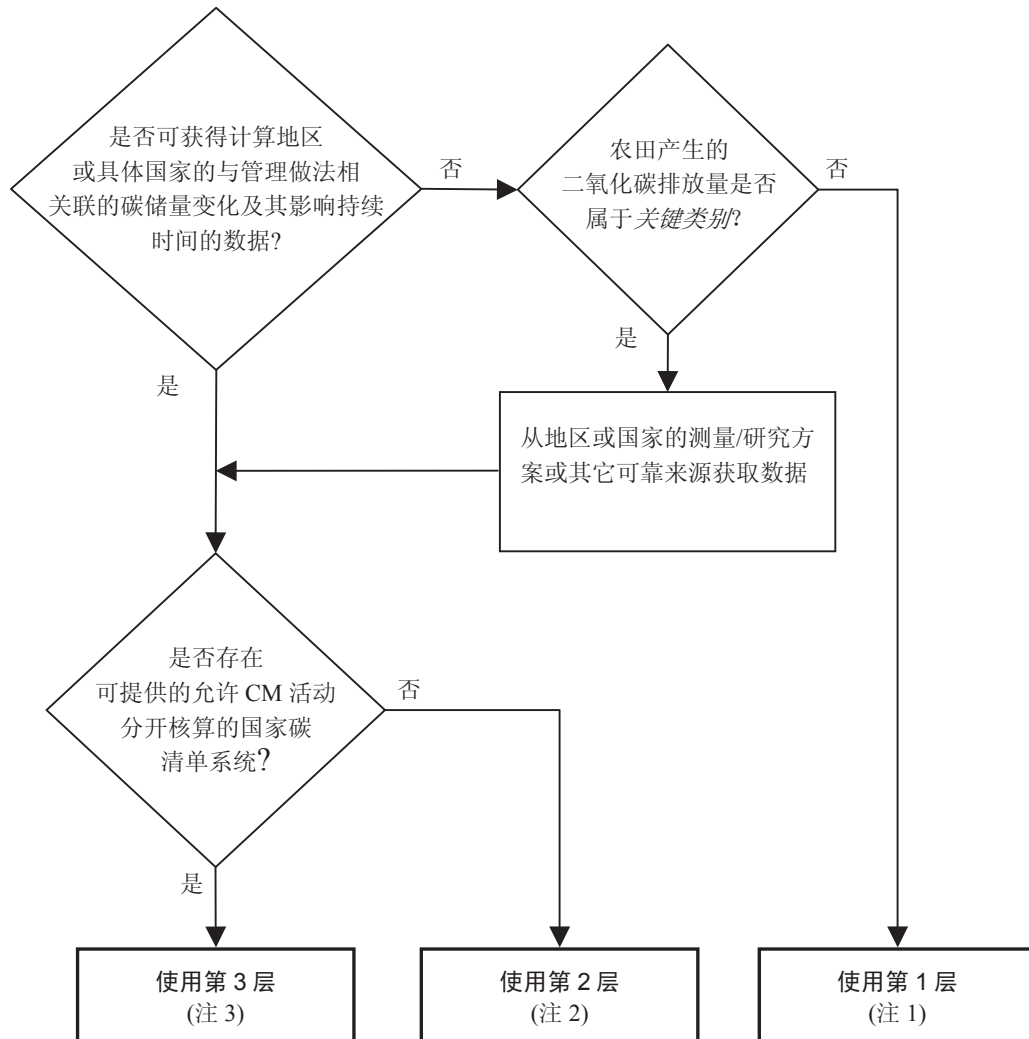 是否可获得计算地区
或具体国家的与管理做法相
关联的碳储量变化及其影响持续
时间的数据?
否
农田产生的
二氧化碳排放量是否
属于关键类别?
否
是
是
从地区或国家的测量/研究方
案或其它可靠来源获取数据
是否存在
可提供的允许 CM 活动
分开核算的国家碳
清单系统?
否
是
使用第 3 层
(注 3)
使用第 2 层
(注 2)
使用第 1 层
(注 1)